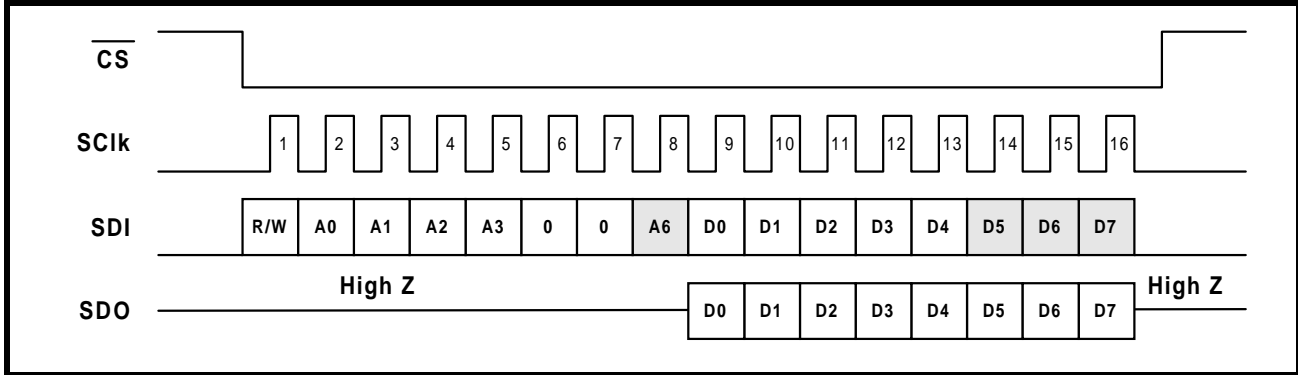 CS
SClk 1 2 3 4 5 6 7 8 9 10 11 12 13 14 15 16
SDI R/W A0 A1 A2 A3 0 0 A6 D0 D1 D2 D3 D4 D5 D6 D7
High Z High Z
SDO D0 D1 D2 D3 D4 D5 D6 D7